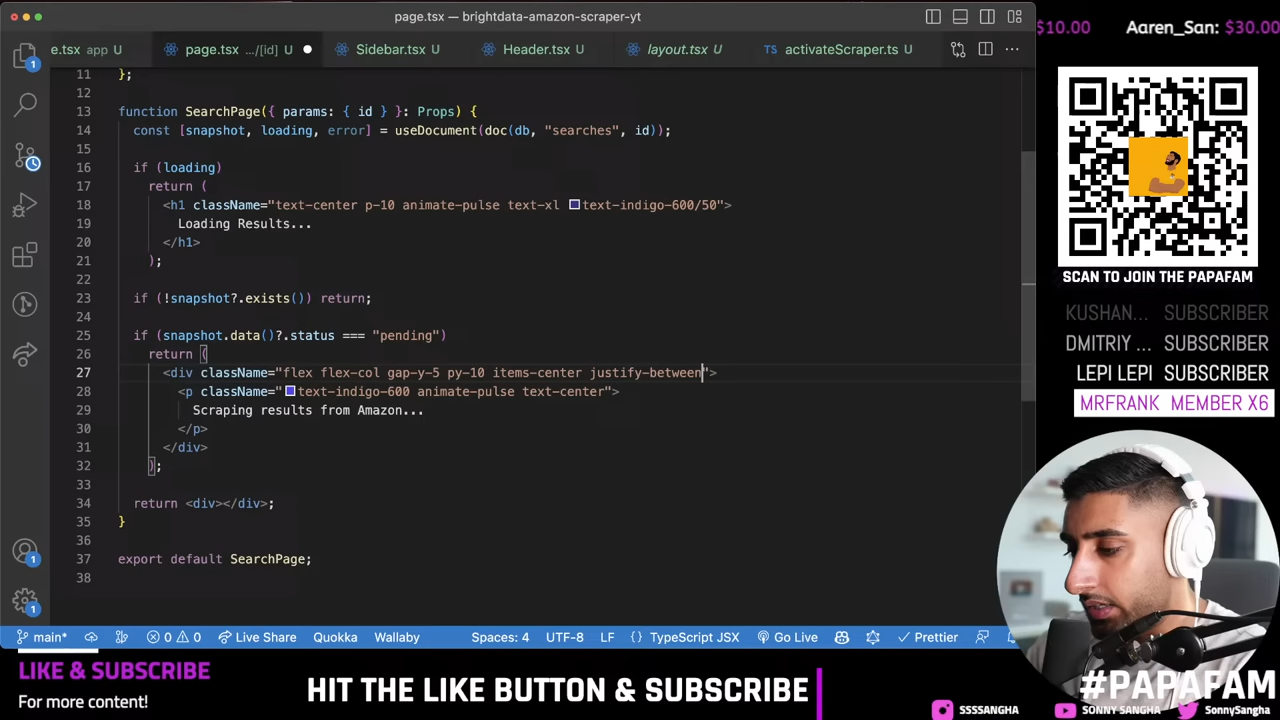 page.tsx — brightdata-amazon-scraper-yt
$10.00 Aaren_San: $30.00
e.tsx app U
page.tsx .../[id] U
Sidebar.tsx U
Header.tsx U
layout.tsx U
TS activateScraper.ts U
11 };
12
13 function SearchPage({ params: { id } }: Props) {
14 const [snapshot, loading, error] = useDocument(doc(db, "searches", id));
15
16 if (loading)
17 return (
18 <h1 className="text-center p-10 animate-pulse text-xl text-indigo-600/50">
19 Loading Results...
20 </h1>
21 );
22
23 if (!snapshot?.exists()) return;
24
25 if (snapshot.data()?.status === "pending")
26 return (
27 <div className="flex flex-col gap-y-5 py-10 items-center justify-between">
28 <p className="text-indigo-600 animate-pulse text-center">
29 Scraping results from Amazon...
30 </p>
31 </div>
32 );
33
34 return <div></div>;
35 }
36
37 export default SearchPage;
38
SCAN TO JOIN THE PAPAFAM
KUSHAN... SUBSCRIBER
DMITRIY ... SUBSCRIBER
LEPI LEPI SUBSCRIBER
MRFRANK MEMBER X6
1
1
1
main* 0 0 Live Share Quokka Wallaby Spaces: 4 UTF-8 LF {} TypeScript JSX Go Live Prettier
LIKE & SUBSCRIBE
For more content!
HIT THE LIKE BUTTON & SUBSCRIBE
#PAPAFAM
SSSSANGHA SONNY SANGHA SonnySangha